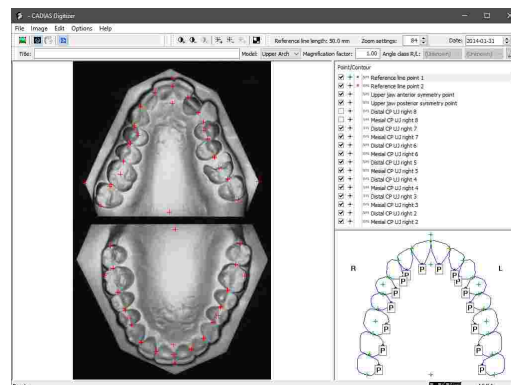 - CADIAS Digitizer
File Image Edit Options Help
Reference line length: 50.0 mm Zoom settings: 84 Date: 2014-01-31
Title: Model: Upper Arch Magnification factor: 1.00 Angle class R/L: (Unknown) (Unknown)
Point/Contour
Reference line point 1
Reference line point 2
Upper jaw anterior symmetry point
Upper jaw posterior symmetry point
Distal CP UJ right 8
Mesial CP UJ right 8
Distal CP UJ right 7
Mesial CP UJ right 7
Distal CP UJ right 6
Mesial CP UJ right 6
Distal CP UJ right 5
Mesial CP UJ right 5
Distal CP UJ right 4
Mesial CP UJ right 4
Distal CP UJ right 3
Mesial CP UJ right 3
Distal CP UJ right 2
R L
P P P P
P P P P
P P
P P
P P
P P